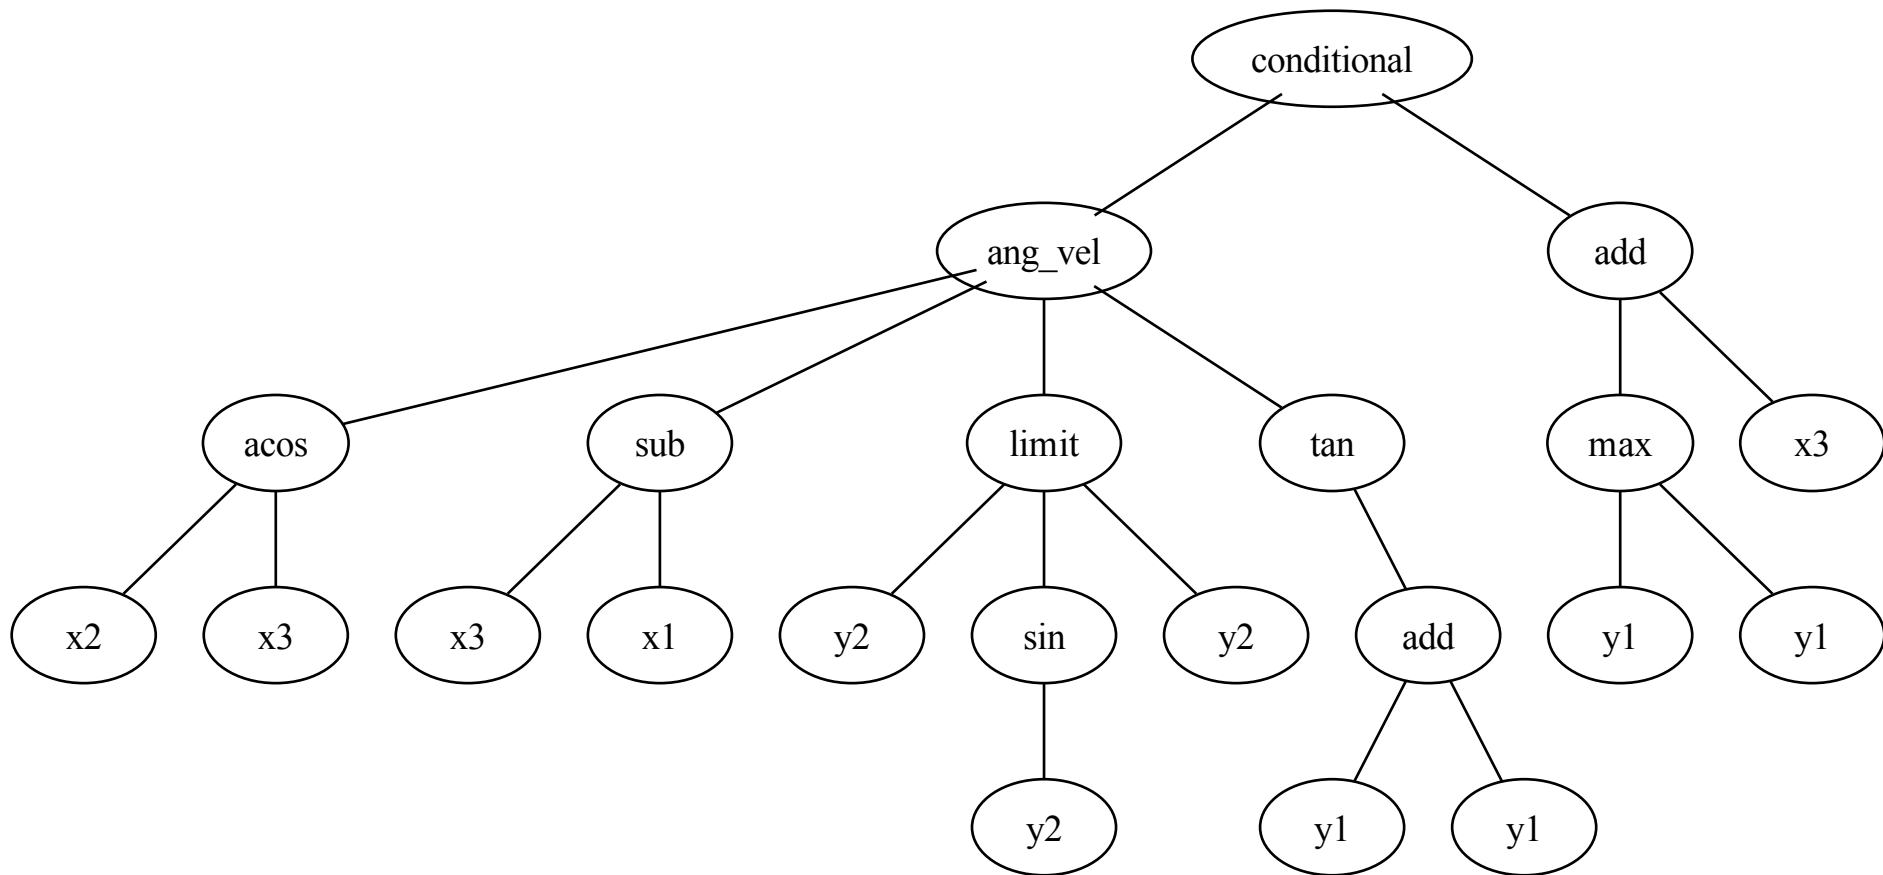 conditional
ang_vel add
acos sub limit tan max x3
x2 x3 x3 x1 y2 sin y2 add y1 y1
y2 y1 y1